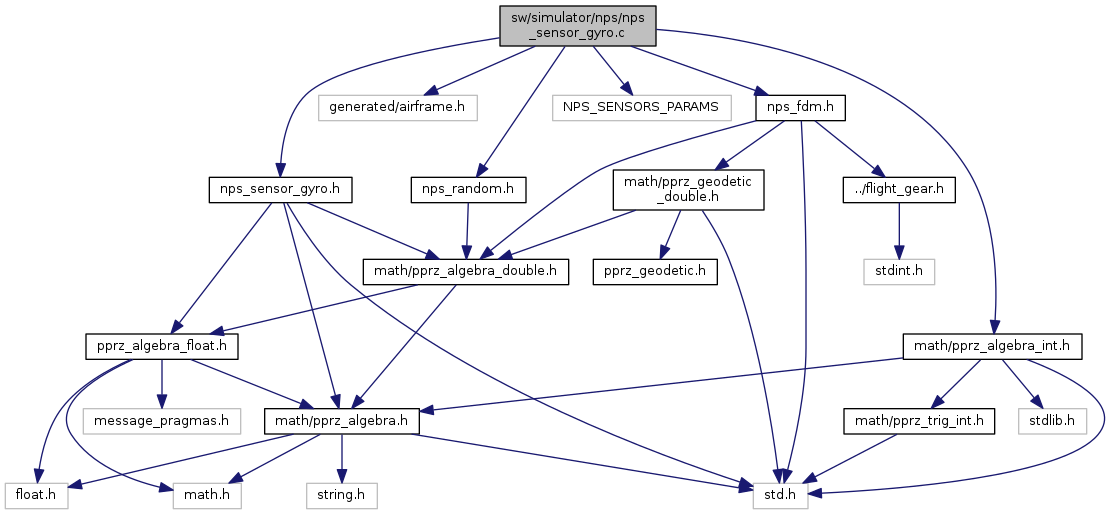 sw/simulator/nps/nps
_sensor_gyro.c
generated/airframe.h
NPS_SENSORS_PARAMS
nps_fdm.h
nps_sensor_gyro.h
nps_random.h
math/pprz_geodetic
_double.h
../flight_gear.h
math/pprz_algebra_double.h
pprz_geodetic.h
stdint.h
pprz_algebra_float.h
math/pprz_algebra_int.h
message_pragmas.h
math/pprz_algebra.h
math/pprz_trig_int.h
stdlib.h
float.h
math.h
string.h
std.h